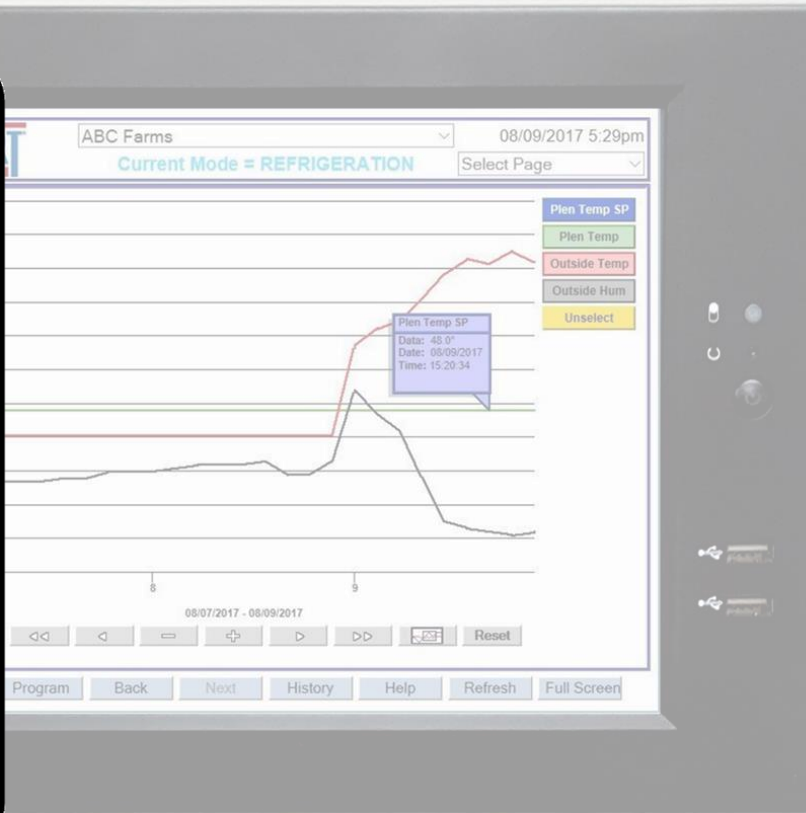 ABC Farms
08/09/2017 5:29pm
Current Mode = REFRIGERATION
Select Page
Plen Temp SP
Plen Temp
Outside Temp
Outside Hum
Unselect
Plen Temp SP
Data: 48.0°
Date: 08/09/2017
Time: 15:20:34
8 9
08/07/2017 - 08/09/2017
Reset
Program Back Next History Help Refresh Full Screen